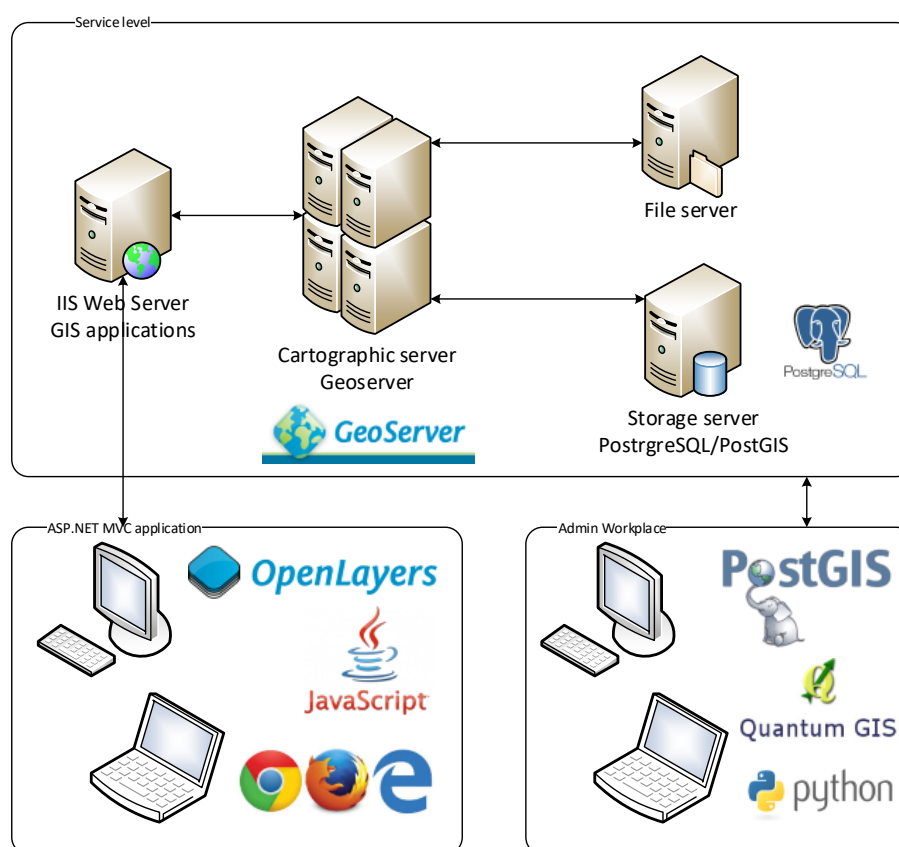 Service level
File server
IIS Web Server
GIS applications
Cartographic server
Geoserver
GeoServer
PostgreSQL
Storage server
PostrgreSQL/PostGIS
ASP.NET MVC application
OpenLayers
JavaScript
Admin Workplace
PostGIS
Quantum GIS
python